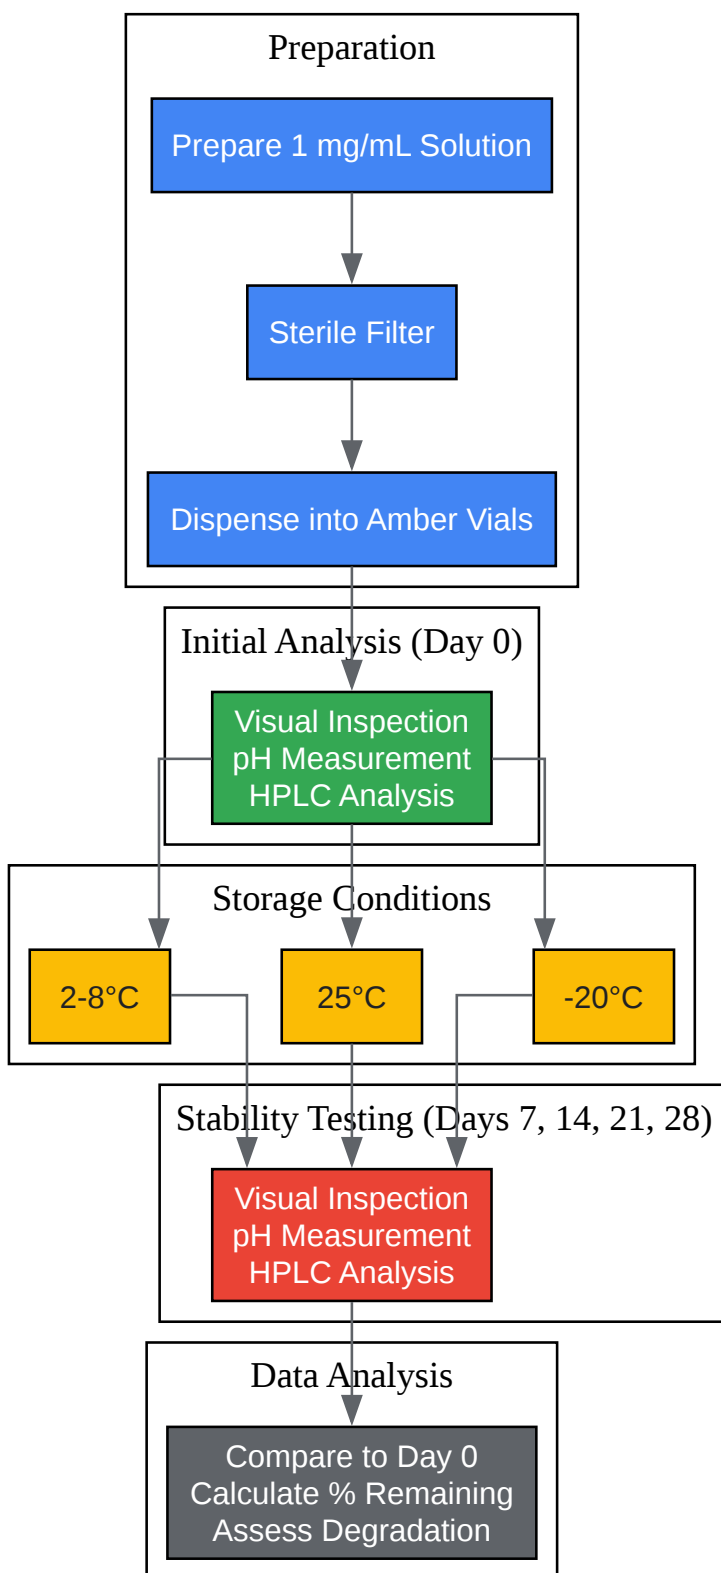 Preparation
Prepare 1 mg/mL Solution
Sterile Filter
Dispense into Amber Vials
Initial Analysis (Day 0)
Visual Inspection
pH Measurement
HPLC Analysis
Storage Conditions
2-8°C
25°C
-20°C
Stability Testing (Days 7, 14, 21, 28)
Visual Inspection
pH Measurement
HPLC Analysis
Data Analysis
Compare to Day 0
Calculate % Remaining
Assess Degradation